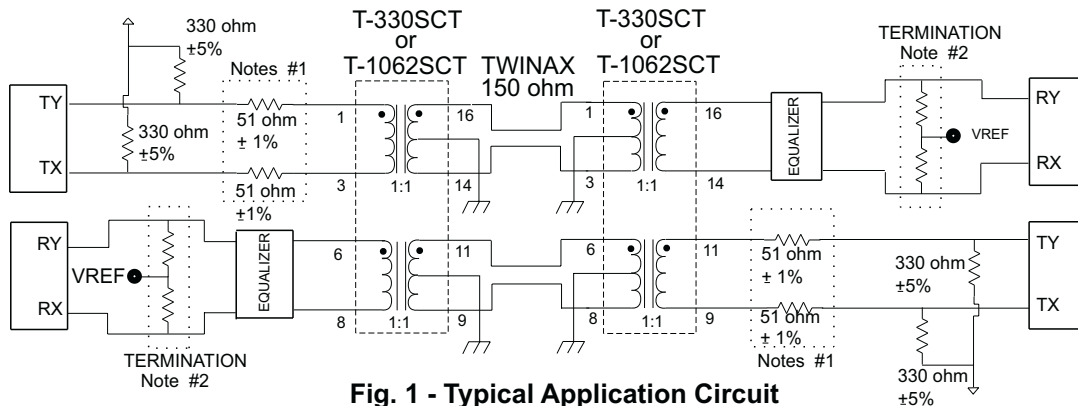 T-330SCT
or
T-1062SCT
T-330SCT
or
T-1062SCT
TERMINATION
Note #2
330 ohm
±5%
Notes #1
TWINAX
150 ohm
TY
TX
330 ohm
±5%
51 ohm
± 1%
51 ohm
±1%
1
3
16
14
1:1
1
3
16
14
1:1
EQUALIZER
VREF
RY
RX
RY
RX
VREF
TERMINATION
Note #2
EQUALIZER
6
8
11
9
1:1
6
8
11
9
1:1
51 ohm
± 1%
51 ohm
± 1%
Notes #1
330 ohm
±5%
330 ohm
±5%
TY
TX
Fig. 1 - Typical Application Circuit